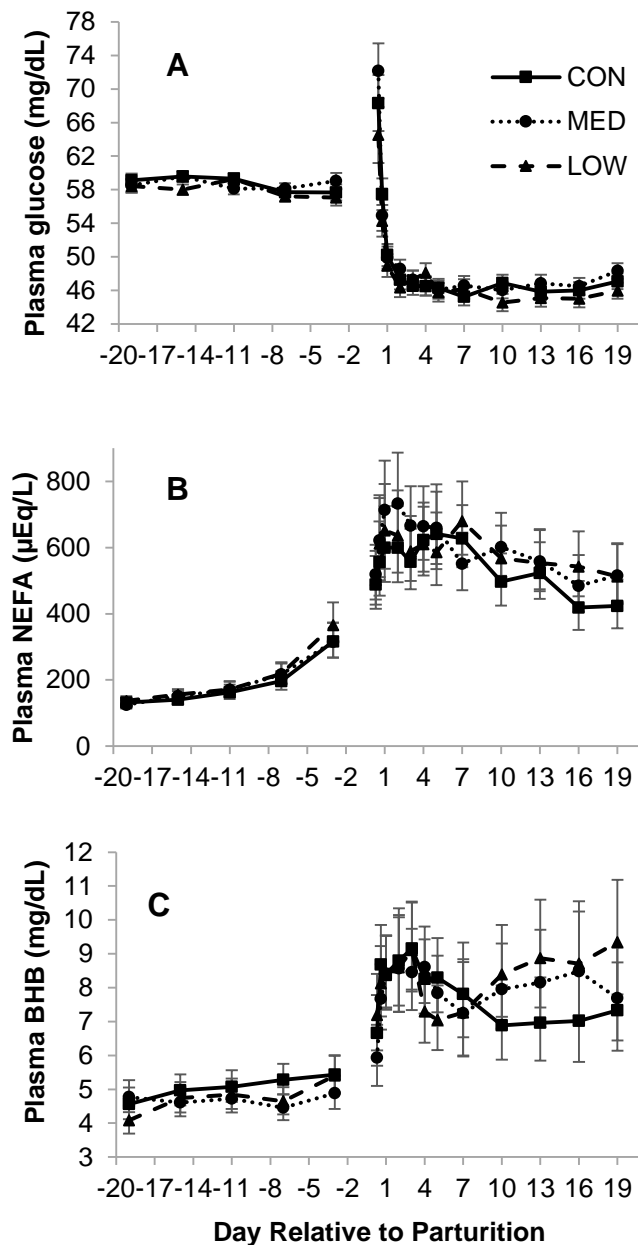 78
74
70
66
62
58
54
50
46
42
Plasma glucose (mg/dL)
A
CON
MED
LOW
-20 -17 -14 -11 -8 -5 -2 1 4 7 10 13 16 19
800
600
400
200
0
Plasma NEFA (µEq/L)
B
-20 -17 -14 -11 -8 -5 -2 1 4 7 10 13 16 19
12
11
10
9
8
7
6
5
4
3
Plasma BHB (mg/dL)
C
-20 -17 -14 -11 -8 -5 -2 1 4 7 10 13 16 19
Day Relative to Parturition